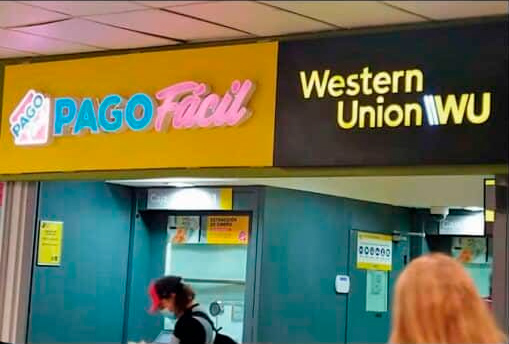 PAGO
PAGO Fácil
Western
Union WU
EXTRACCIÓN
DE DINERO